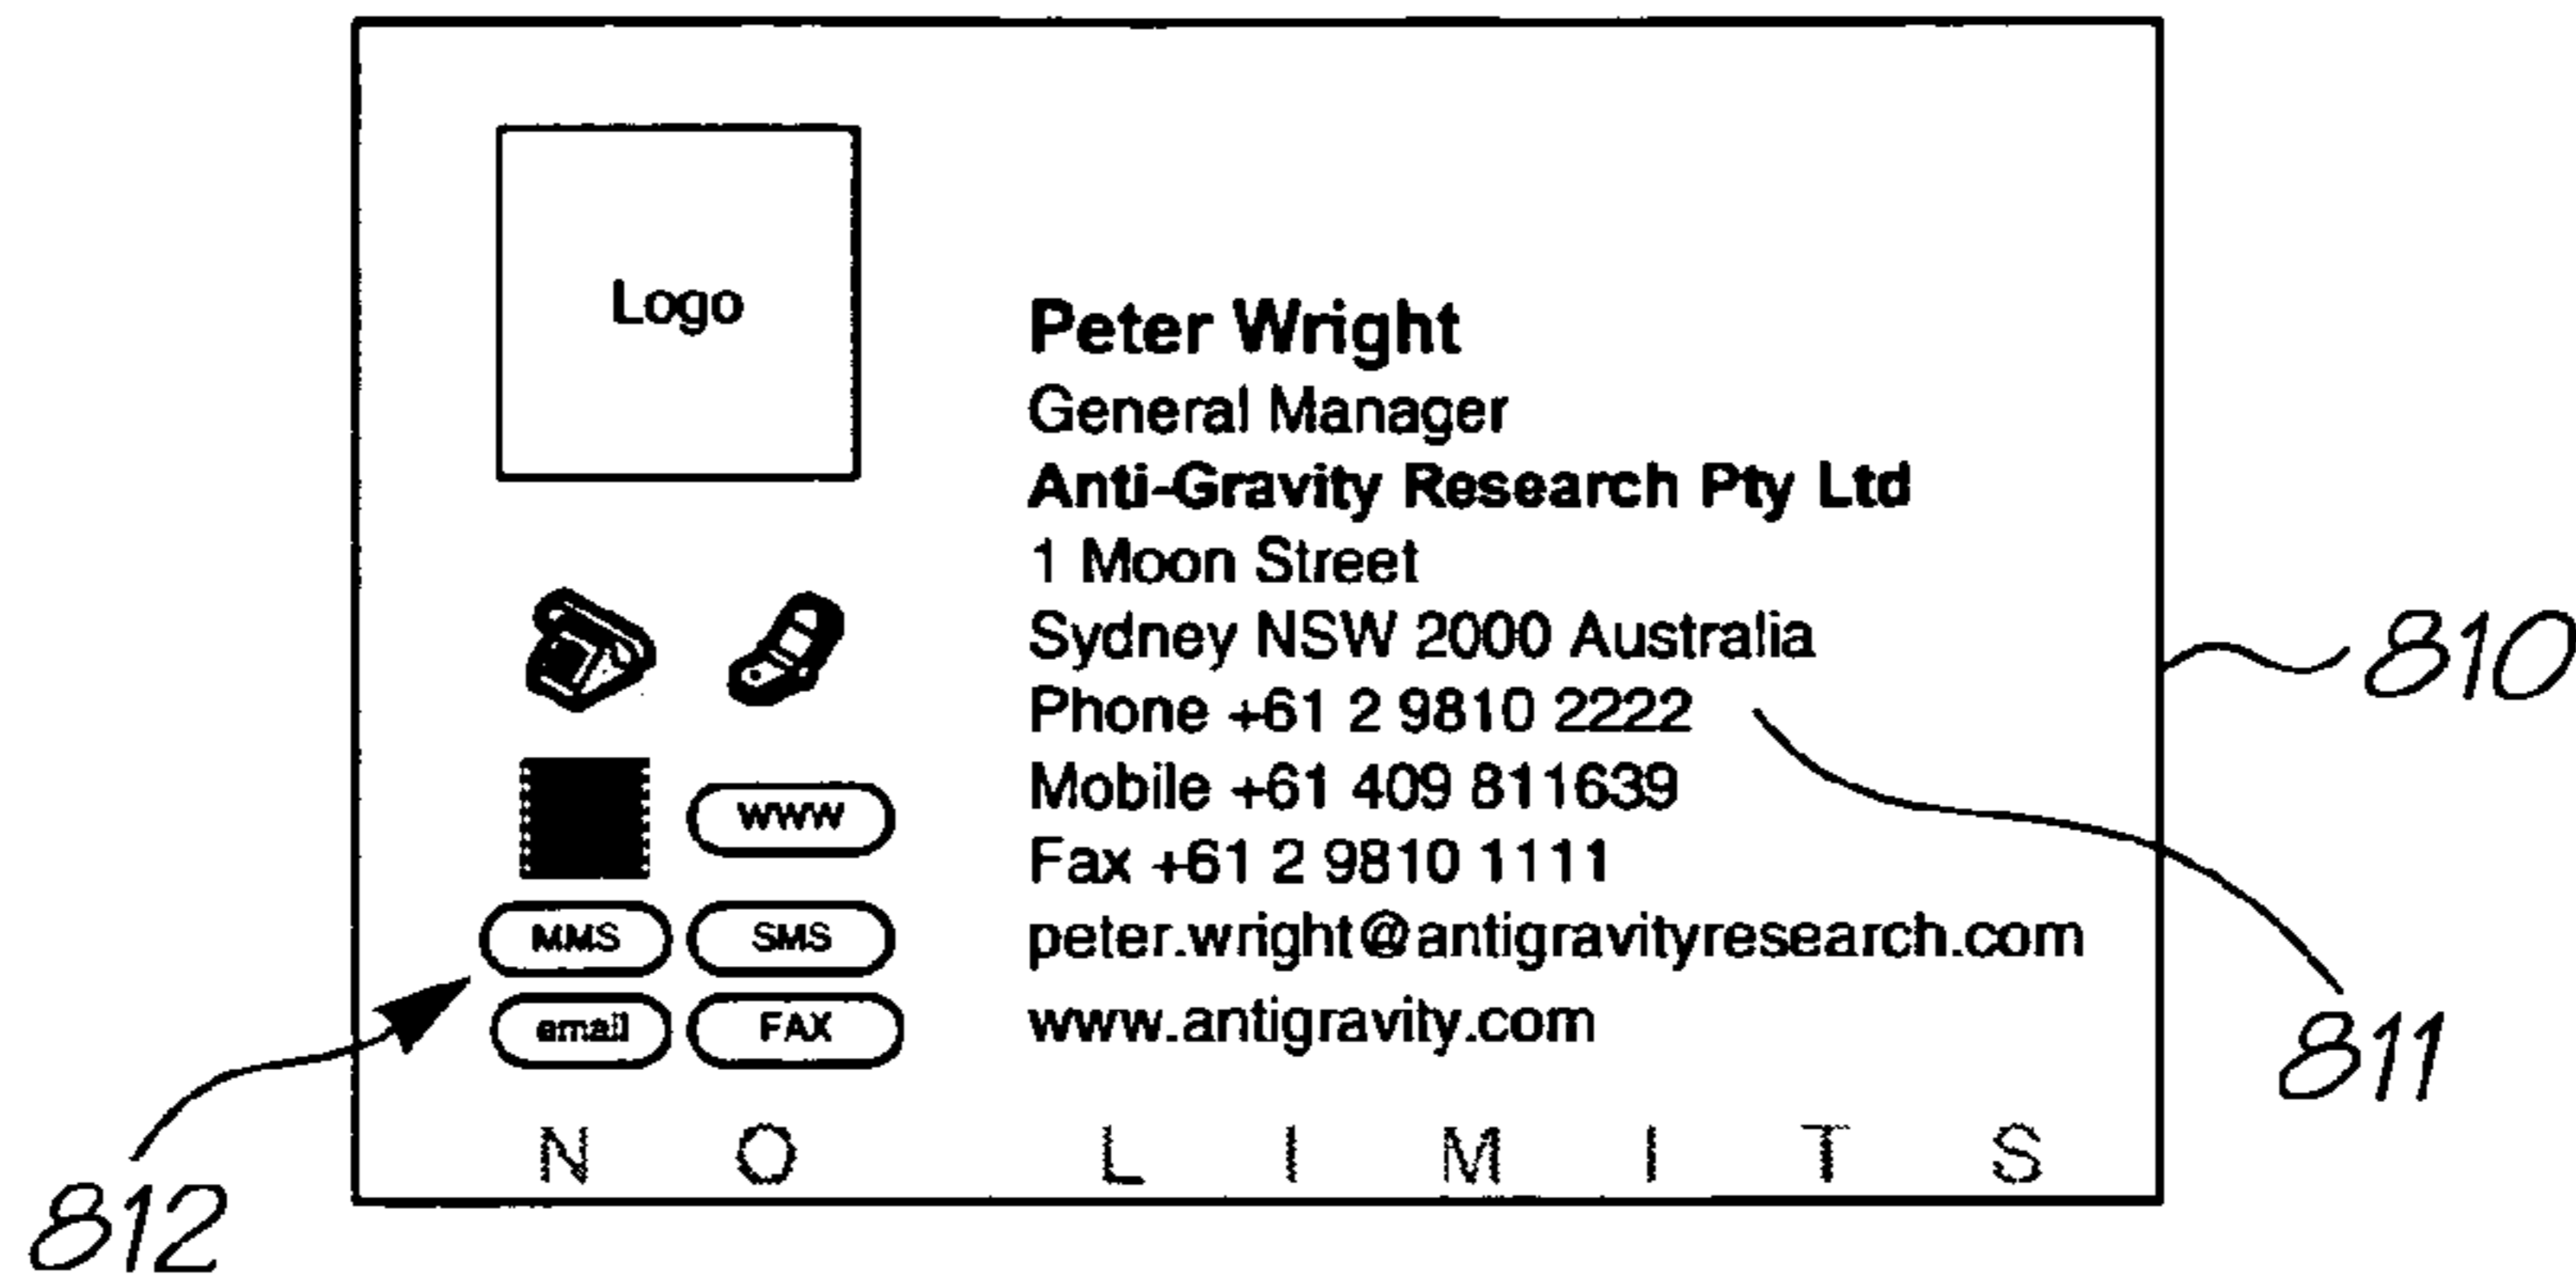 Logo
Peter Wright
General Manager
Anti-Gravity Research Pty Ltd
1 Moon Street
Sydney NSW 2000 Australia
Phone +61 2 9810 2222
Mobile +61 409 811639
Fax +61 2 9810 1111
peter.wright@antigravityresearch.com
www.antigravity.com
WWW
MMS SMS
email FAX
N O L I M I T S
810
811
812